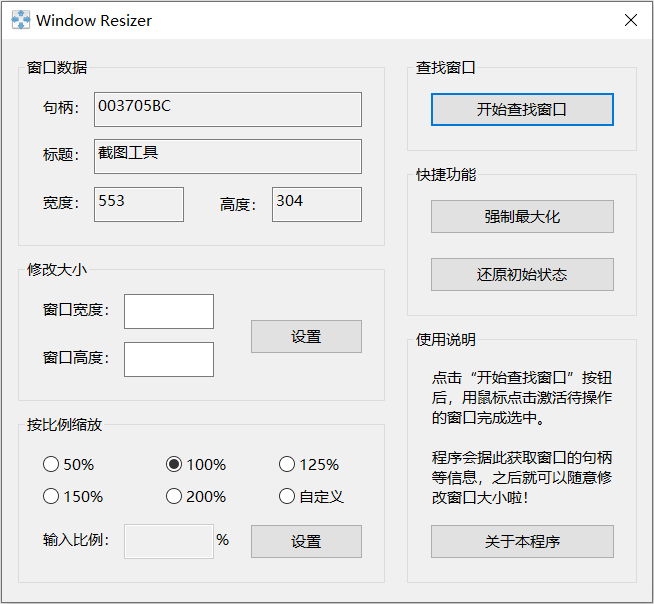 Window Resizer
窗口数据
句柄: 003705BC
标题: 截图工具
宽度: 553 高度: 304
修改大小
窗口宽度:
窗口高度:
设置
按比例缩放
50% 100% 125%
150% 200% 自定义
输入比例: % 设置
查找窗口
开始查找窗口
快捷功能
强制最大化
还原初始状态
使用说明
点击“开始查找窗口”按钮
后，用鼠标点击激活待操作
的窗口完成选中。
程序会据此获取窗口的句柄
等信息，之后就可以随意修
改窗口大小啦！
关于本程序